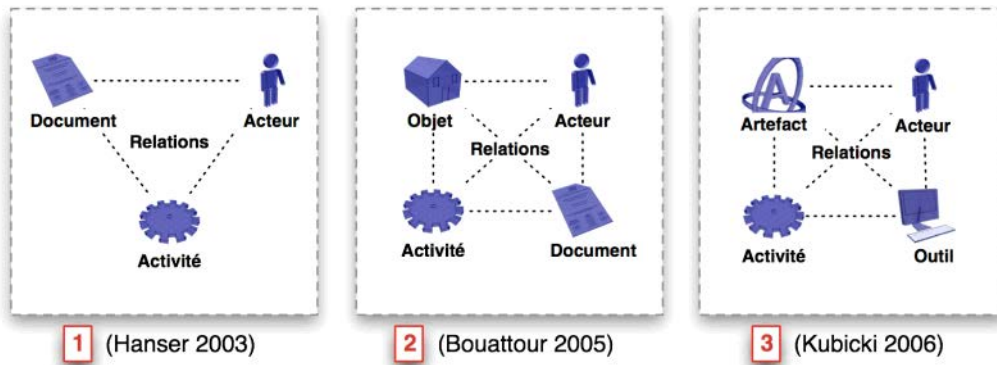 Document
Acteur
Relations
Activité
1 (Hanser 2003)
Objet
Acteur
Relations
Activité
Document
2 (Bouattour 2005)
Artefact
Acteur
Relations
Activité
Outil
3 (Kubicki 2006)